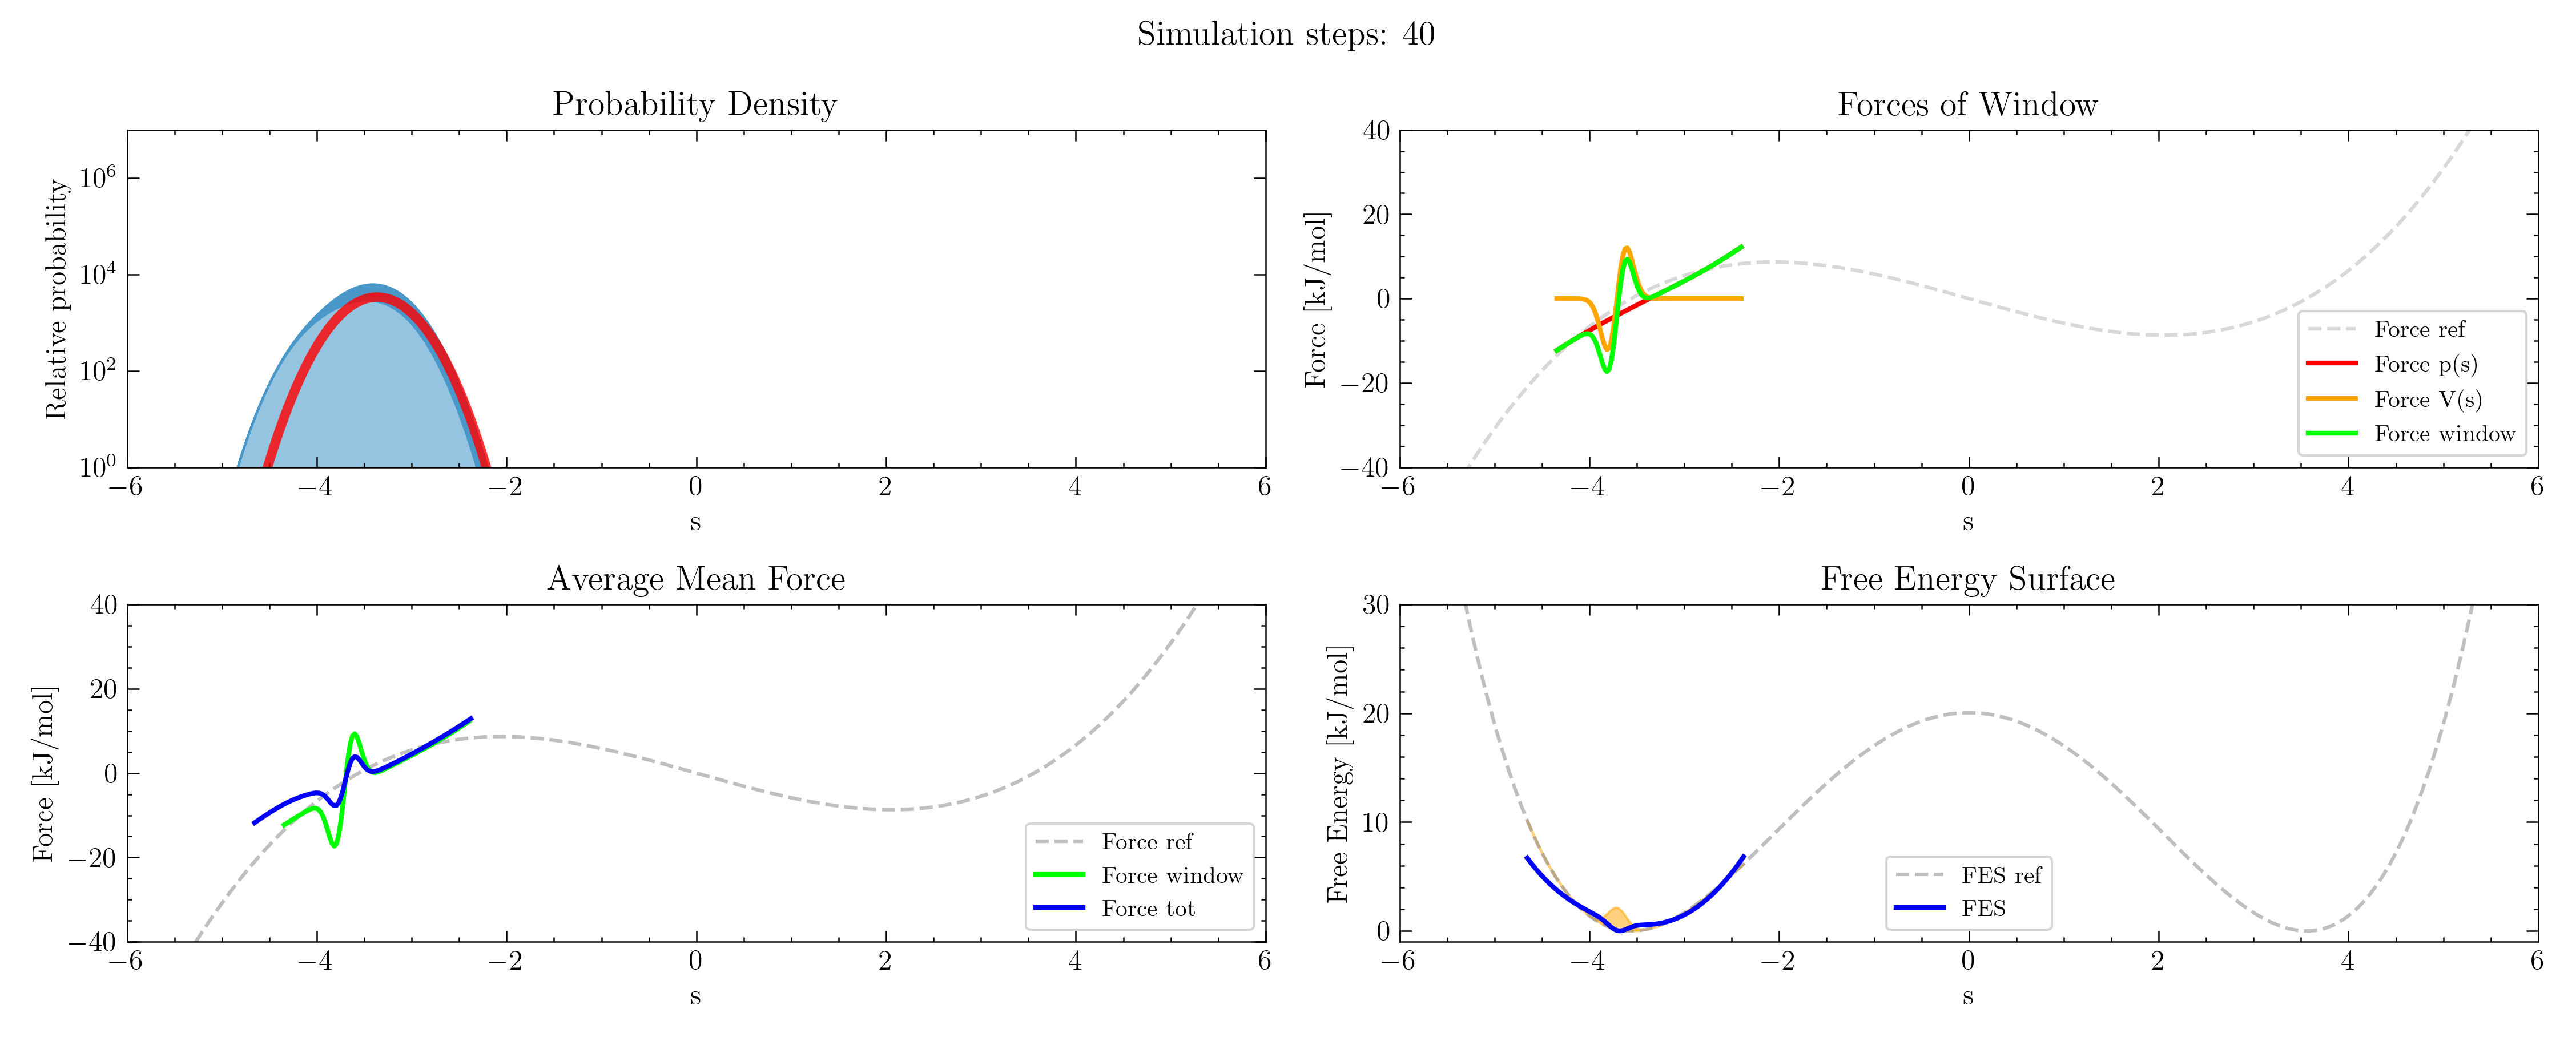 Simulation steps: 40
Probability Density
Relative probability
10^6
10^4
10^2
10^0
−6 −4 −2 0 2 4 6
s
Forces of Window
Force [kJ/mol]
40
20
0
−20
−40
Force ref
Force p(s)
Force V(s)
Force window
−6 −4 −2 0 2 4 6
s
Average Mean Force
Force [kJ/mol]
40
20
0
−20
−40
Force ref
Force window
Force tot
−6 −4 −2 0 2 4 6
s
Free Energy Surface
Free Energy [kJ/mol]
30
20
10
0
FES ref
FES
−6 −4 −2 0 2 4 6
s